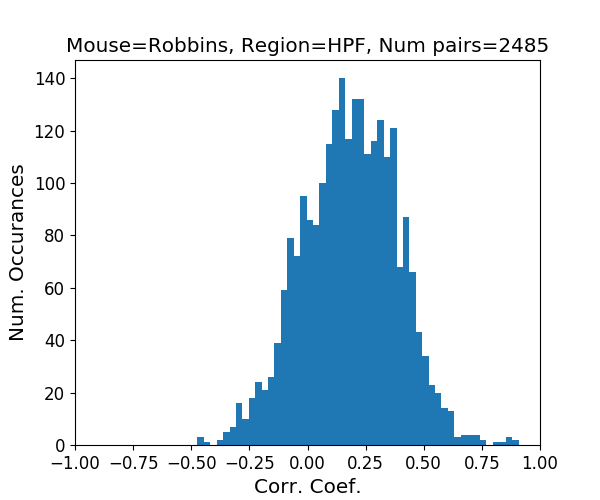 Mouse=Robbins, Region=HPF, Num pairs=2485
140
120
100
80
60
40
20
0
Num. Occurances
−1.00 −0.75 −0.50 −0.25 0.00 0.25 0.50 0.75 1.00
Corr. Coef.